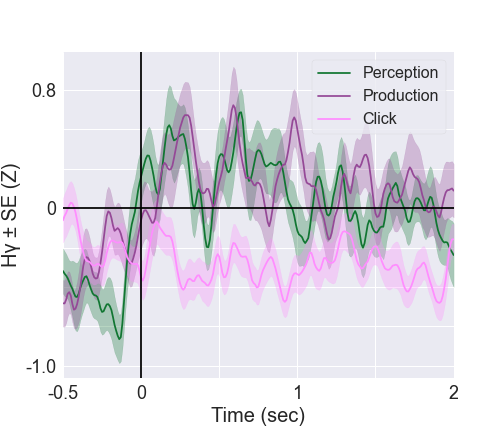 Perception
Production
Click
Hγ ± SE (Z)
0.8
0
-1.0
-0.5
0
1
2
Time (sec)